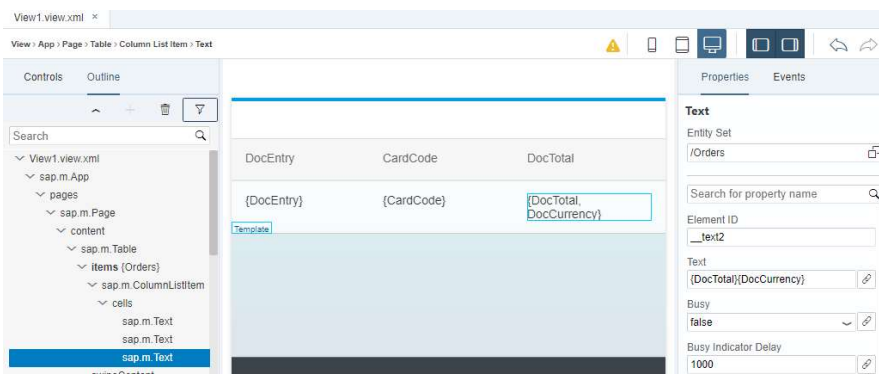 View1.view.xml ×
View > App > Page > Table > Column List Item > Text
Controls Outline
Search
View1.view.xml
sap.m.App
pages
sap.m.Page
content
sap.m.Table
items {Orders}
sap.m.ColumnListItem
cells
sap.m.Text
sap.m.Text
sap.m.Text
DocEntry CardCode DocTotal
{DocEntry} {CardCode} {DocTotal,
DocCurrency}
Template
Properties Events
Text
Entity Set
/Orders
Search for property name
Element ID
__text2
Text
{DocTotal}{DocCurrency}
Busy
false
Busy Indicator Delay
1000